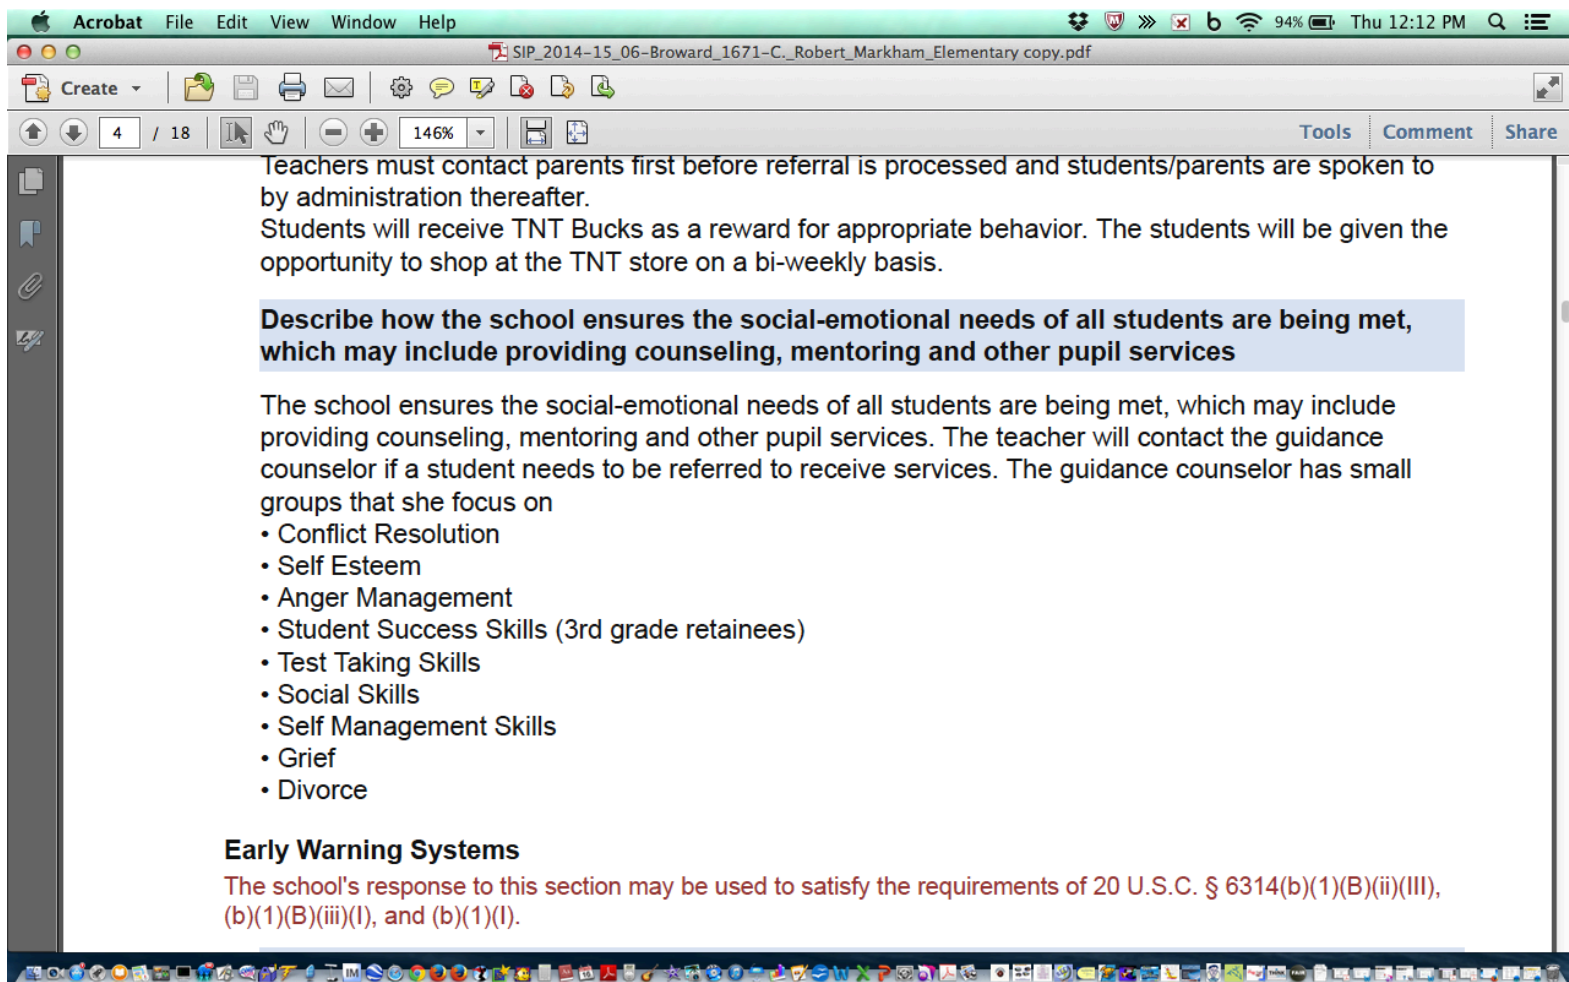 Acrobat File Edit View Window Help 94% Thu 12:12 PM
SIP_2014-15_06-Broward_1671-C._Robert_Markham_Elementary copy.pdf
Create
4 / 18 146% Tools Comment Share
Teachers must contact parents first before referral is processed and students/parents are spoken to
by administration thereafter.
Students will receive TNT Bucks as a reward for appropriate behavior. The students will be given the
opportunity to shop at the TNT store on a bi-weekly basis.
Describe how the school ensures the social-emotional needs of all students are being met,
which may include providing counseling, mentoring and other pupil services
The school ensures the social-emotional needs of all students are being met, which may include
providing counseling, mentoring and other pupil services. The teacher will contact the guidance
counselor if a student needs to be referred to receive services. The guidance counselor has small
groups that she focus on
• Conflict Resolution
• Self Esteem
• Anger Management
• Student Success Skills (3rd grade retainees)
• Test Taking Skills
• Social Skills
• Self Management Skills
• Grief
• Divorce
Early Warning Systems
The school's response to this section may be used to satisfy the requirements of 20 U.S.C. § 6314(b)(1)(B)(ii)(III),
(b)(1)(B)(iii)(I), and (b)(1)(I).